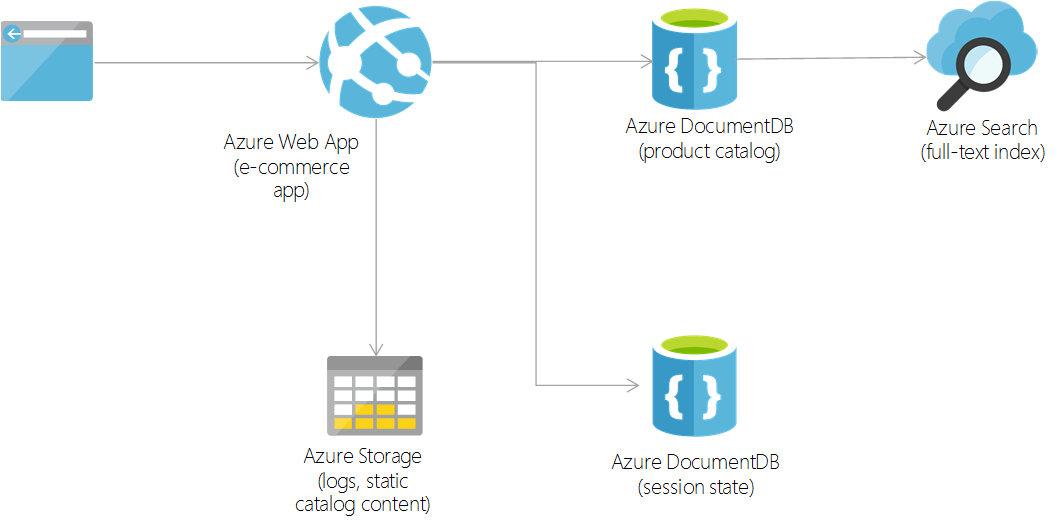 Azure Web App
(e-commerce
app)
Azure DocumentDB
(product catalog)
Azure Search
(full-text index)
Azure Storage
(logs, static
catalog content)
Azure DocumentDB
(session state)